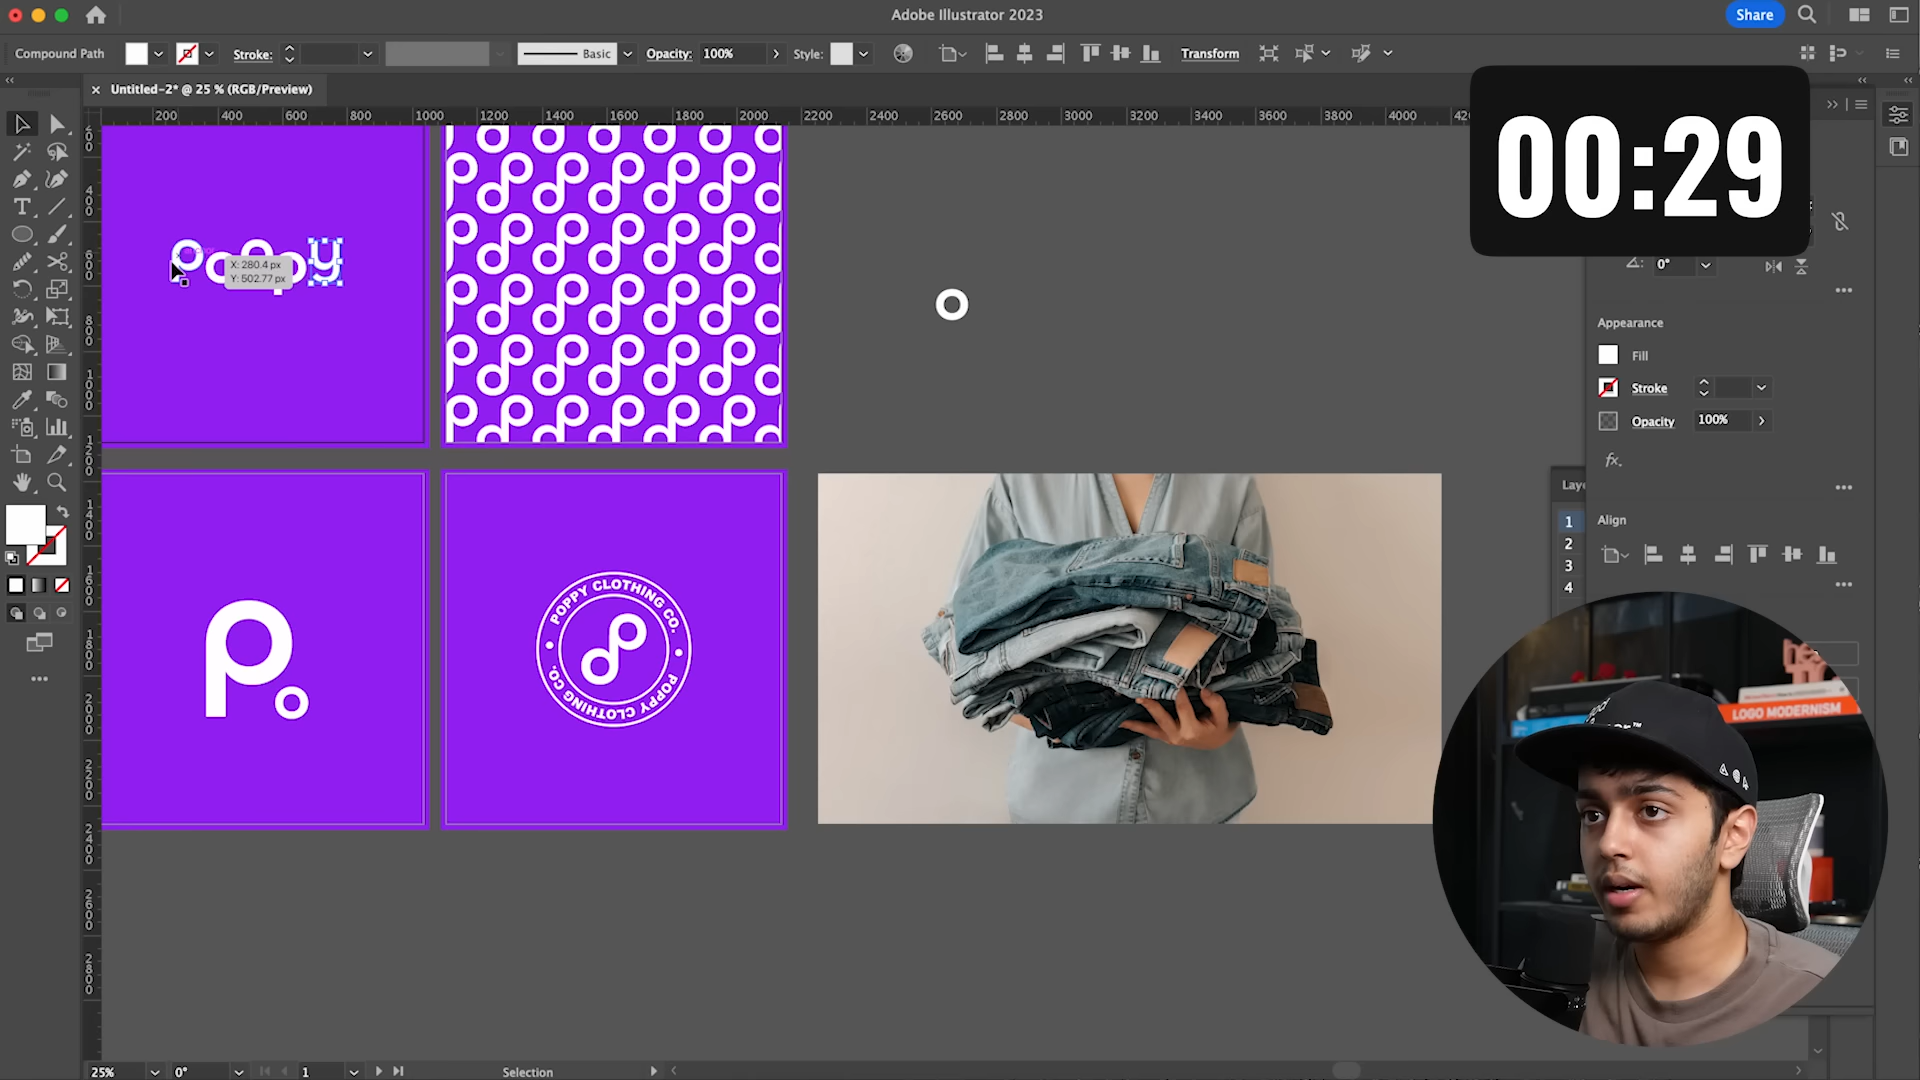 Adobe Illustrator 2023
Share
Compound Path
Stroke:
Basic
Opacity:
100%
Style:
Transform
Untitled-2* @ 25 % (RGB/Preview)
200
400
600
800
1000
1200
1400
1600
1800
2000
2200
2400
2600
2800
3000
3200
3400
3600
3800
4000
00:29
poppy
X: 280.4 px
Y: 502.77 px
0°
Appearance
Fill
Stroke
Opacity
100%
fx.
Align
1
2
3
4
POPPY CLOTHING CO.
POPPY CLOTHING CO.
LOGO MODERNISM
25%
0°
1
Selection